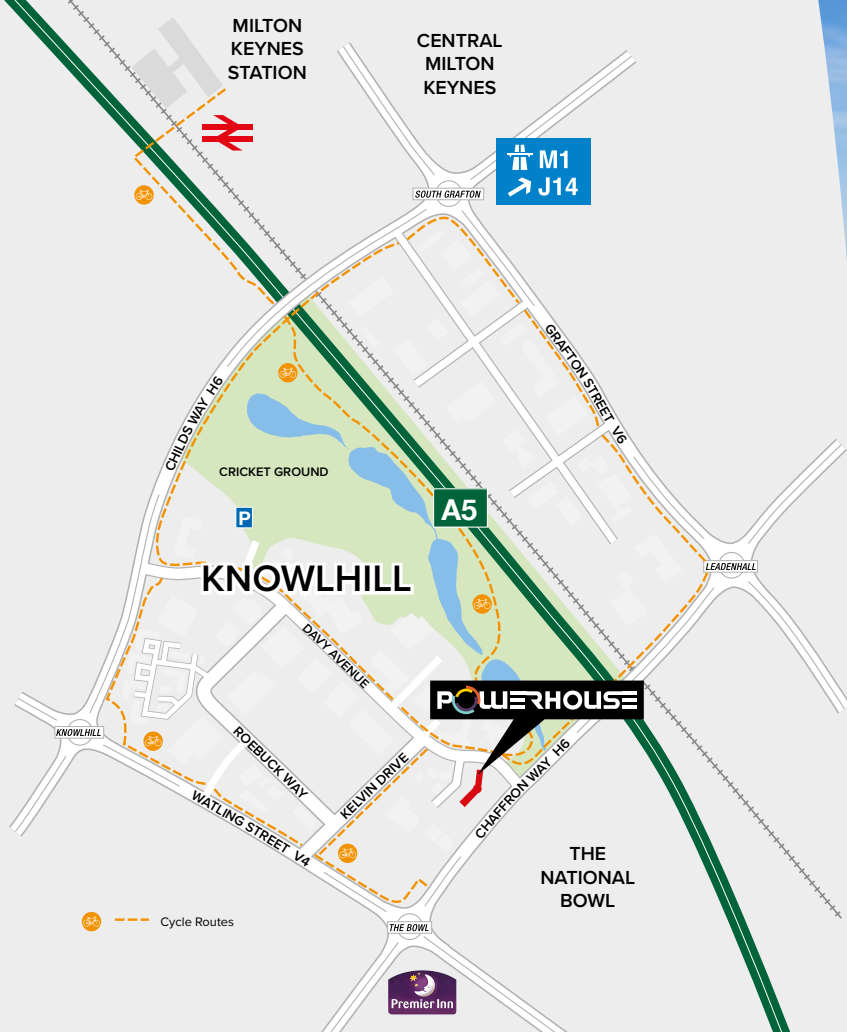 MILTON
KEYNES
STATION
CENTRAL
MILTON
KEYNES
M1
J14
SOUTH GRAFTON
GRAFTON STREET V6
CHILDS WAY H6
CRICKET GROUND
P
A5
KNOWLHILL
LEADENHALL
DAVY AVENUE
POWERHOUSE
KNOWLHILL
ROEBUCK WAY
KELVIN DRIVE
CHAFFRON WAY H6
WATLING STREET V4
THE
NATIONAL
BOWL
Cycle Routes
THE BOWL
Premier Inn